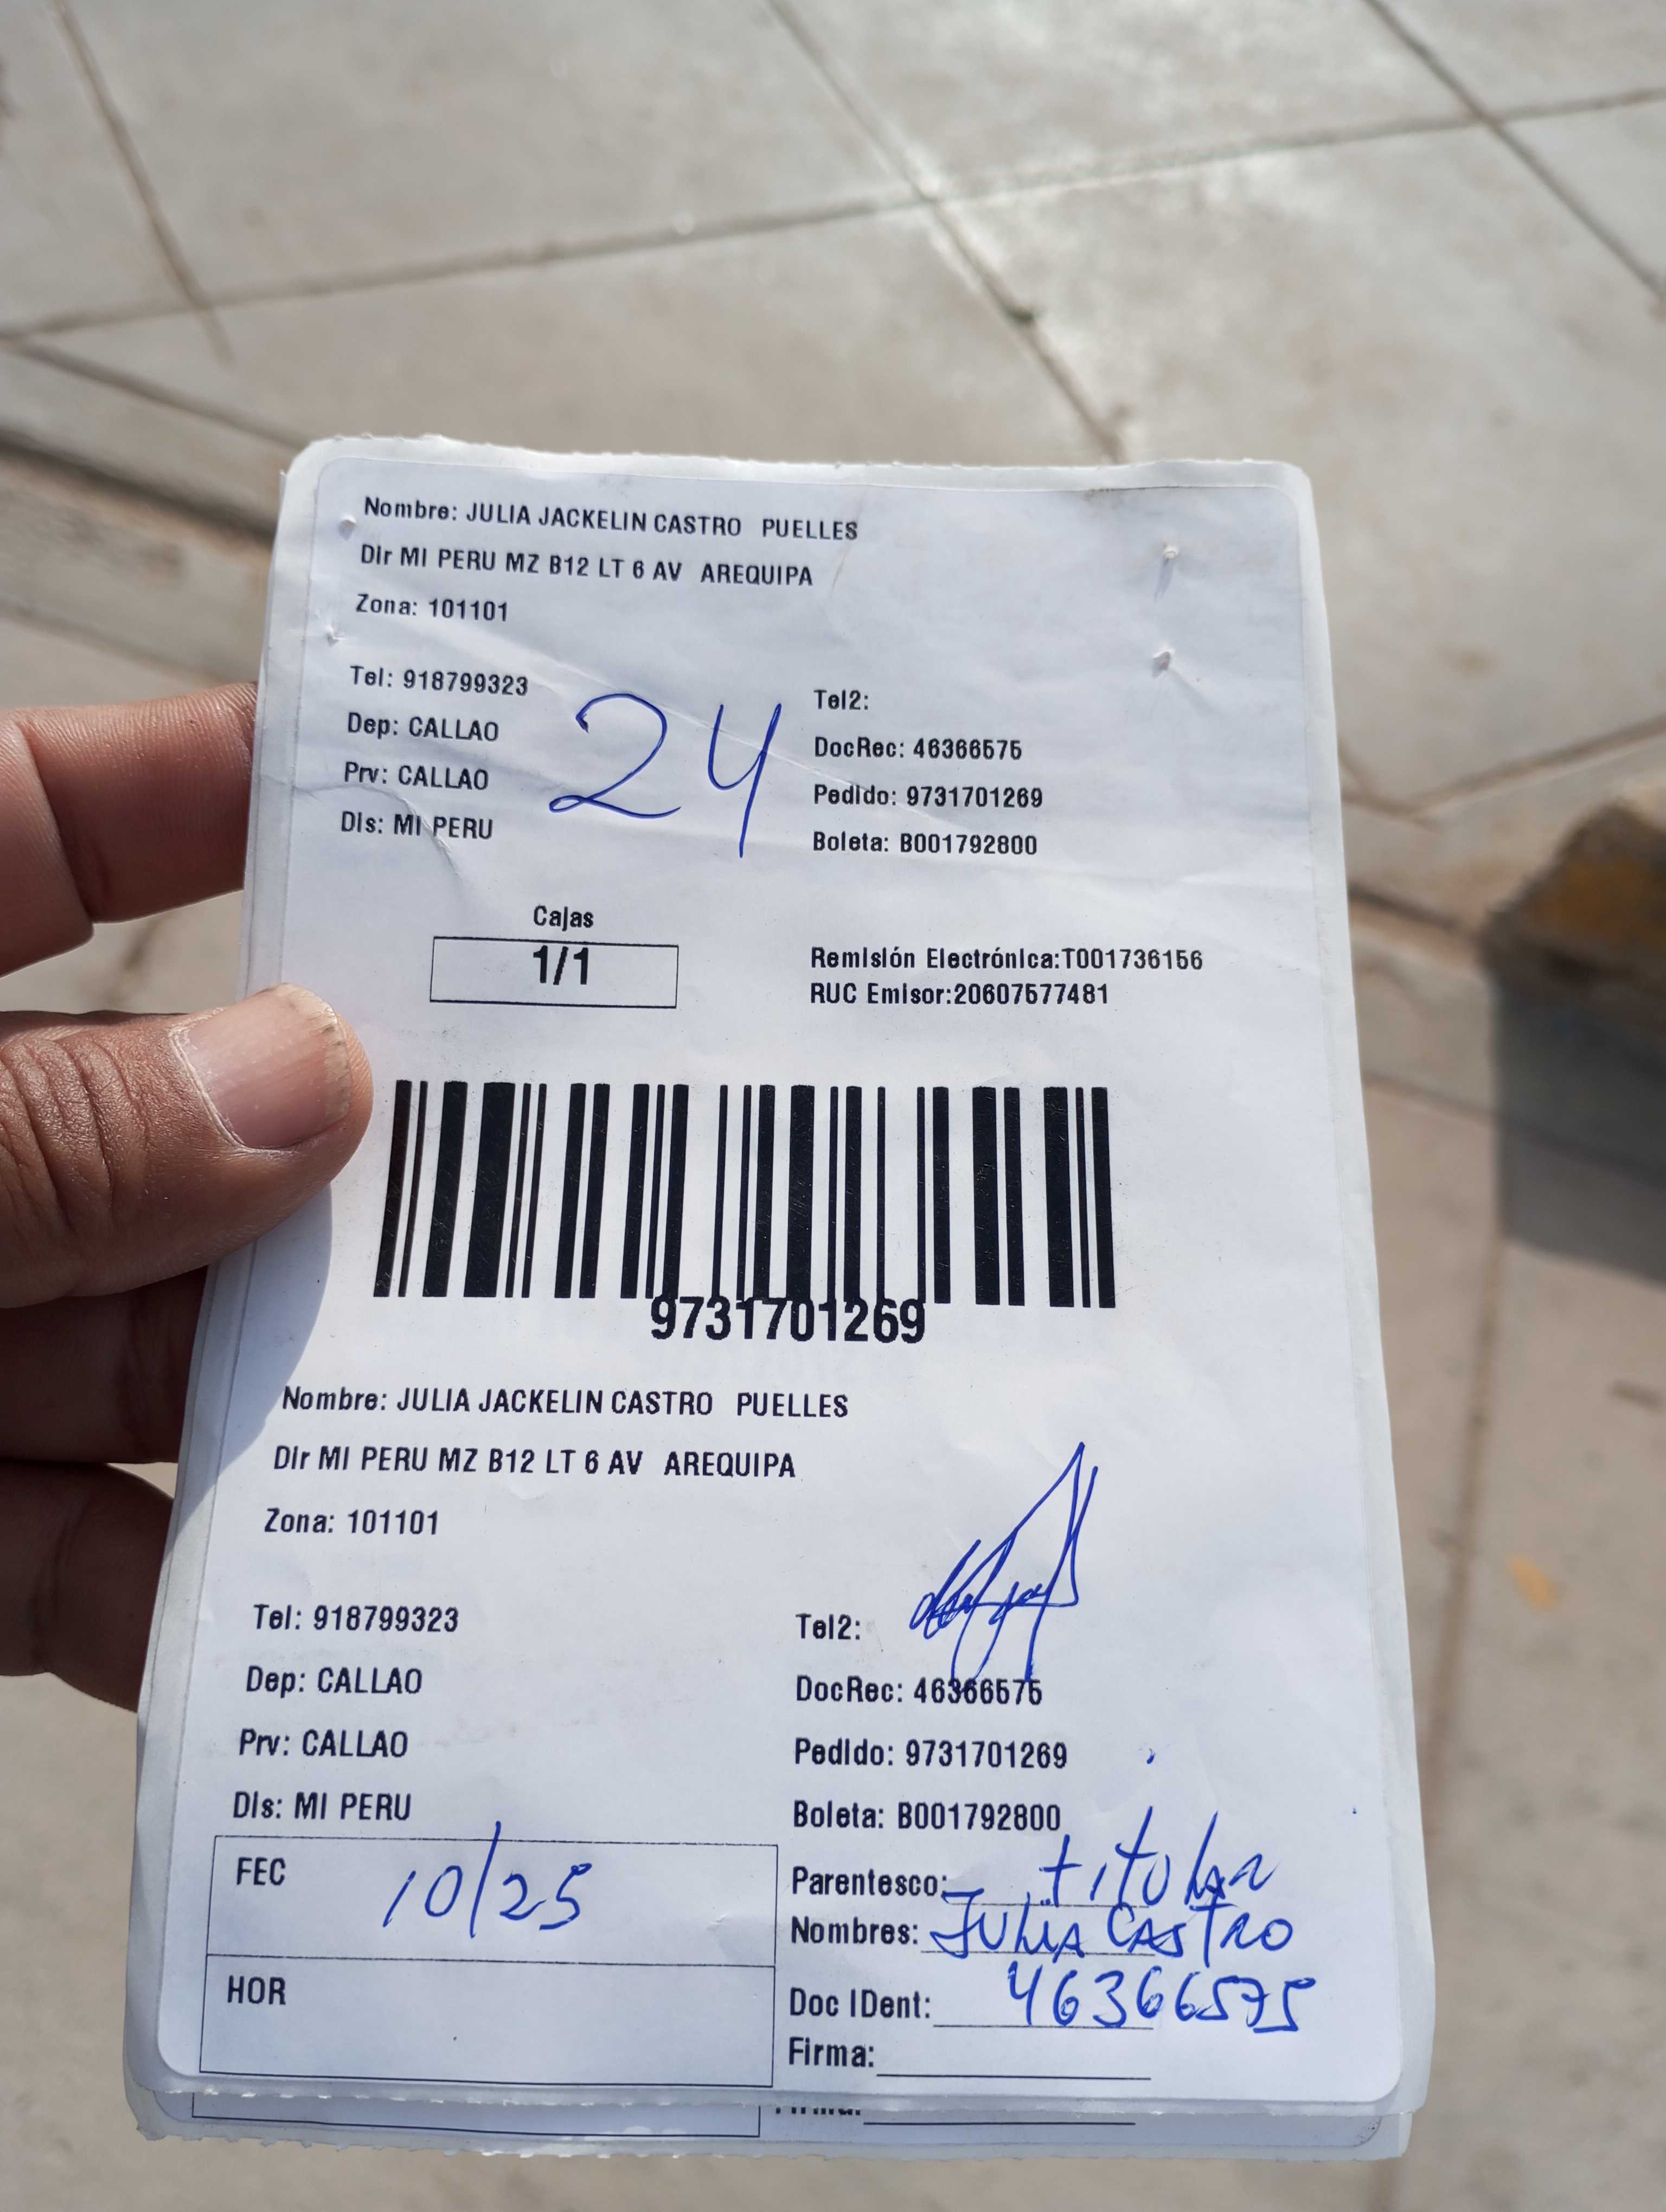 Nombre: JULIA JACKELIN CASTRO PUELLES
Dir MI PERU MZ B12 LT 6 AV AREQUIPA
Zona: 101101
Tel: 918799323
Dep: CALLAO
Prv: CALLAO
Dis: MI PERU
24
Tel2:
DocRec: 46366575
Pedido: 9731701269
Boleta: B001792800
Cajas
1/1
Remisión Electrónica:T001736156
RUC Emisor:20607577481
9731701269
Nombre: JULIA JACKELIN CASTRO PUELLES
Dir MI PERU MZ B12 LT 6 AV AREQUIPA
Zona: 101101
Tel: 918799323
Dep: CALLAO
Prv: CALLAO
Dis: MI PERU
Tel2:
DocRec: 46366575
Pedido: 9731701269
Boleta: B001792800
FEC 10/25
HOR
Parentesco: titular
Nombres: JULIA CASTRO
Doc IDent: 46366575
Firma: